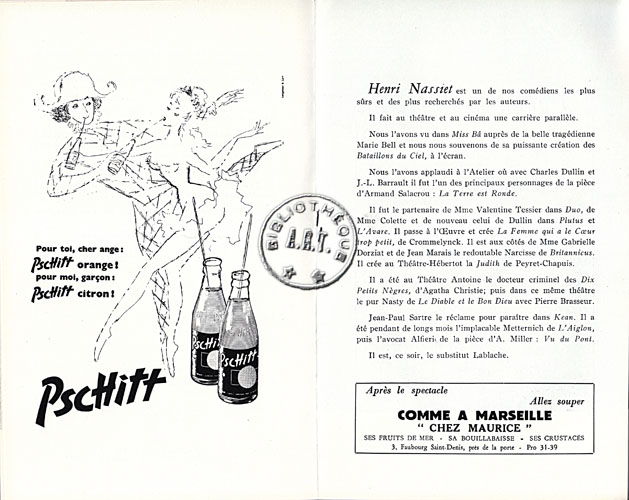 Pour toi, cher ange:
Pschitt orange!
pour moi, garçon:
Pschitt citron!
Pschitt
Pschitt
Pschitt
BIBLIOTHÈQUE
A.R.T.
Henri Nassiet est un de nos comédiens les plus
sûrs et des plus recherchés par les auteurs.
Il fait au théâtre et au cinéma une carrière parallèle.
Nous l'avons vu dans Miss Bâ auprès de la belle tragédienne
Marie Bell et nous nous souvenons de sa puissante création des
Bataillons du Ciel, à l'écran.
Nous l'avons applaudi à l'Atelier où avec Charles Dullin et
J.-L. Barrault il fut l'un des principaux personnages de la pièce
d'Armand Salacrou : La Terre est Ronde.
Il fut le partenaire de Mme Valentine Tessier dans Duo, de
Mme Colette et de nouveau celui de Dullin dans Plutus et
L'Avare. Il passe à l'Œuvre et crée La Femme qui a le Cœur
trop petit, de Crommelynck. Il est aux côtés de Mme Gabrielle
Dorziat et de Jean Marais le redoutable Narcisse de Britannicus.
Il crée au Théâtre-Hébertot la Judith de Peyret-Chapuis.
Il a été au Théâtre Antoine le docteur criminel des Dix
Petits Nègres, d'Agatha Christie; puis dans ce même théâtre
le pur Nasty de Le Diable et le Bon Dieu avec Pierre Brasseur.
Jean-Paul Sartre le réclame pour paraître dans Kean. Il a
été pendant de longs mois l'implacable Metternich de L'Aiglon,
puis l'avocat Alfieri de la pièce d'A. Miller : Vu du Pont.
Il est, ce soir, le substitut Lablache.
Après le spectacle
Allez souper
COMME A MARSEILLE
" CHEZ MAURICE "
SES FRUITS DE MER - SA BOUILLABAISSE - SES CRUSTACÉS
3, Faubourg Saint-Denis, près de la porte - Pro 31-39